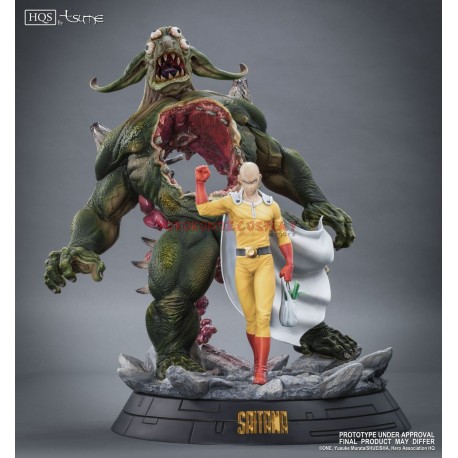 HQS by tsume
SAITAMA
PROTOTYPE UNDER APPROVAL
FINAL PRODUCT MAY DIFFER
©ONE, Yusuke Murata/SHUEISHA, Hero Association HQ